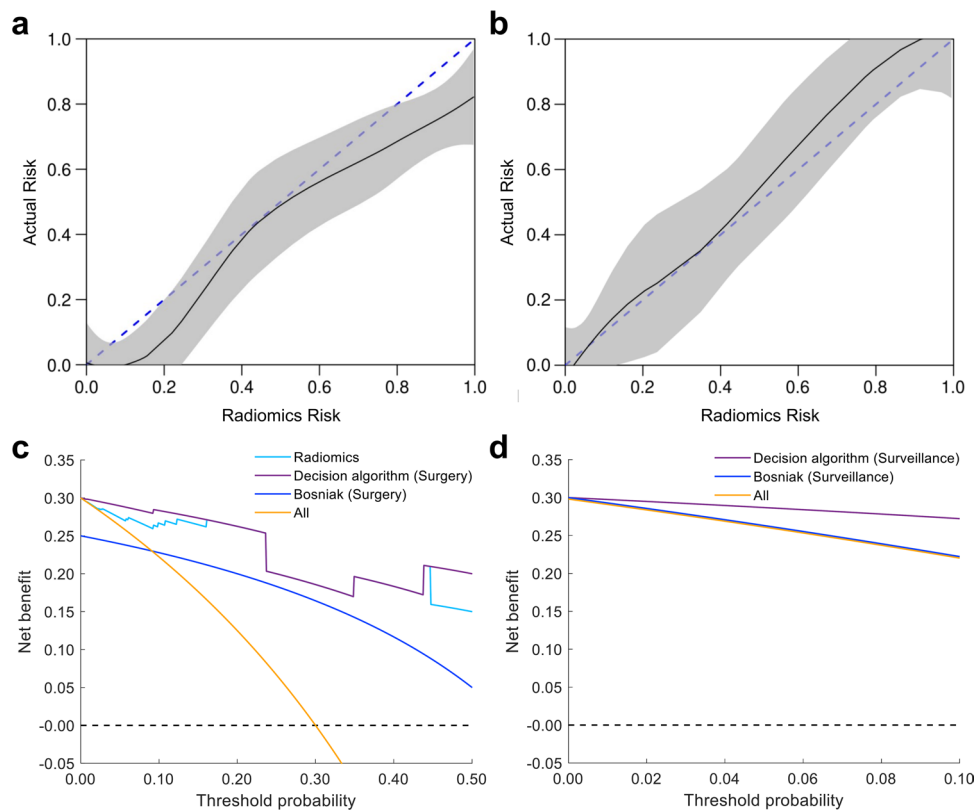 a
1.0
0.8
0.6
0.4
0.2
0.0
Actual Risk
0.0 0.2 0.4 0.6 0.8 1.0
Radiomics Risk
b
1.0
0.8
0.6
0.4
0.2
0.0
Actual Risk
0.0 0.2 0.4 0.6 0.8 1.0
Radiomics Risk
c
Radiomics
Decision algorithm (Surgery)
Bosniak (Surgery)
All
0.35
0.30
0.25
0.20
0.15
0.10
0.05
-0.00
-0.05
Net benefit
0.00 0.10 0.20 0.30 0.40 0.50
Threshold probability
d
Decision algorithm (Surveillance)
Bosniak (Surveillance)
All
0.35
0.30
0.25
0.20
0.15
0.10
0.05
-0.00
-0.05
Net benefit
0.00 0.02 0.04 0.06 0.08 0.10
Threshold probability